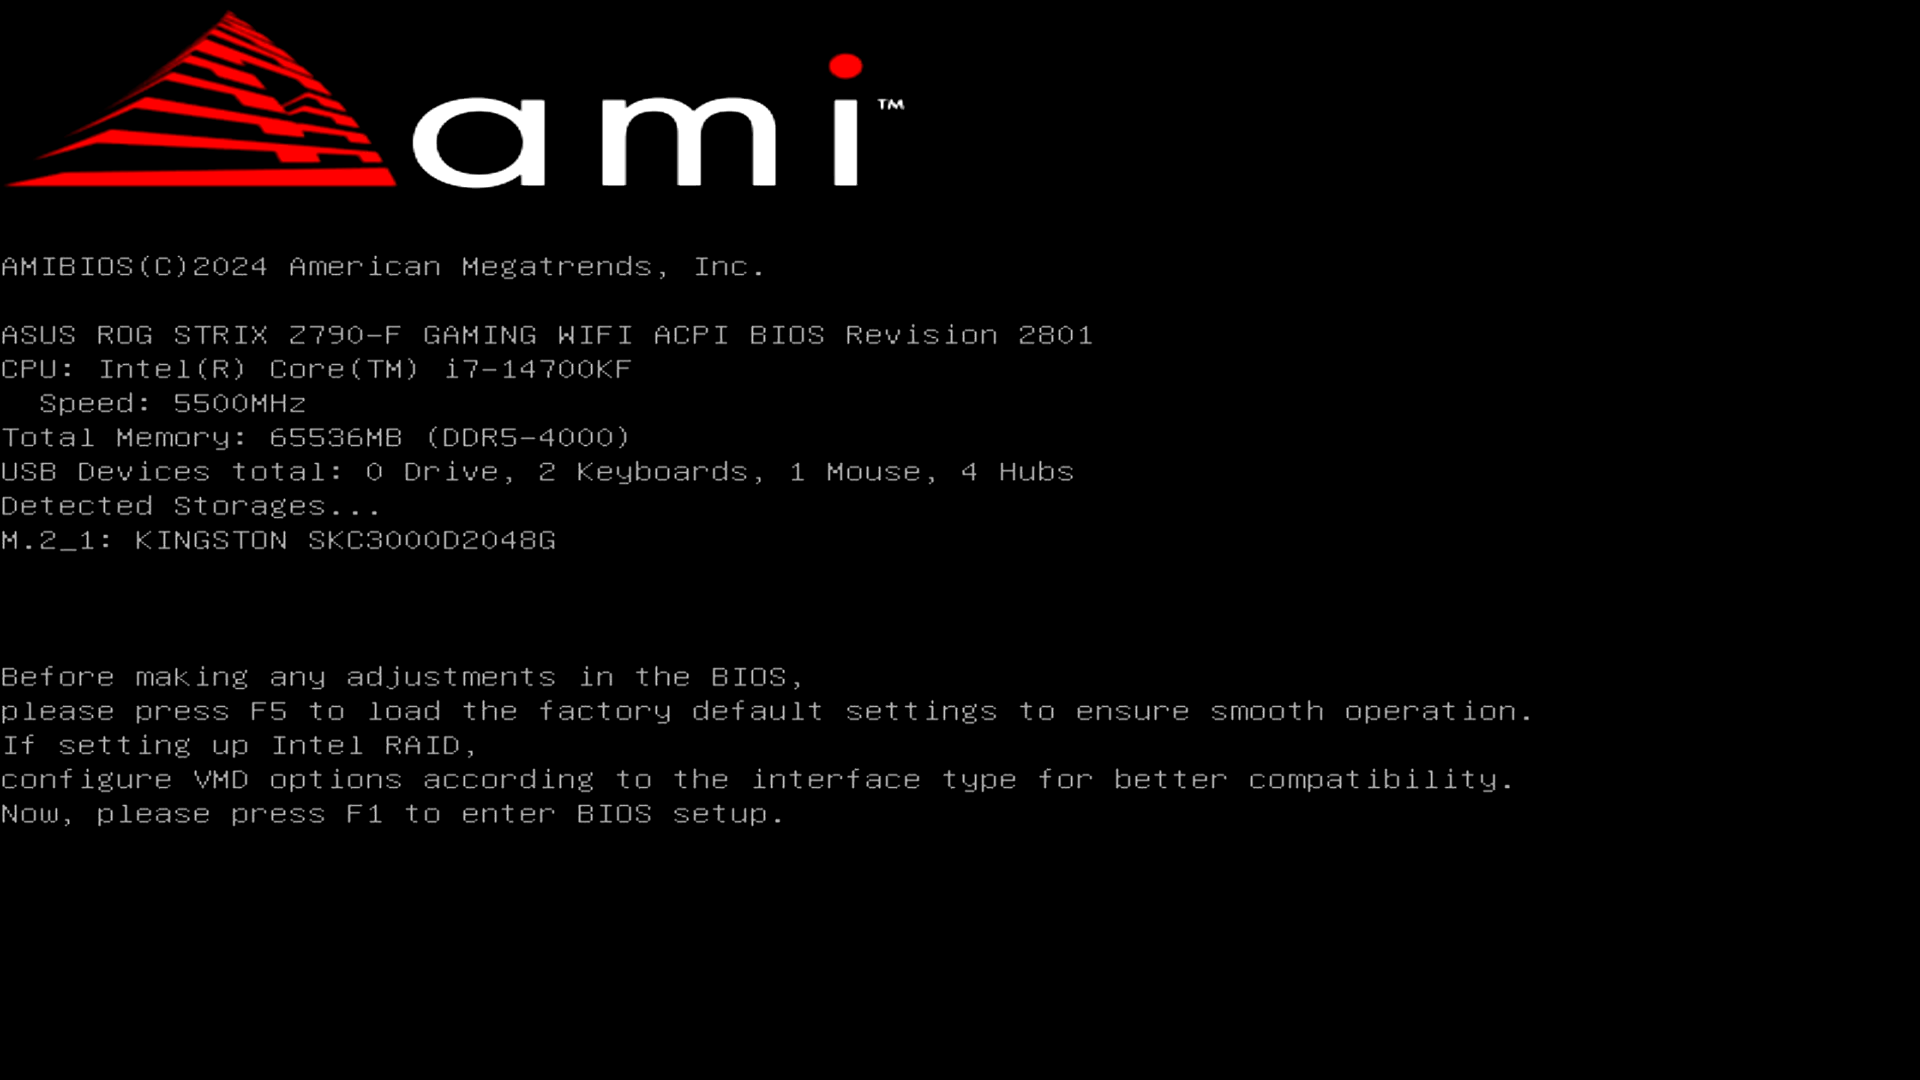 ami™
AMIBIOS(C)2024 American Megatrends, Inc.
ASUS ROG STRIX Z790-F GAMING WIFI ACPI BIOS Revision 2801
CPU: Intel(R) Core(TM) i7-14700KF
Speed: 5500MHz
Total Memory: 65536MB (DDR5-4000)
USB Devices total: 0 Drive, 2 Keyboards, 1 Mouse, 4 Hubs
Detected Storages...
M.2_1: KINGSTON SKC3000D2048G
Before making any adjustments in the BIOS,
please press F5 to load the factory default settings to ensure smooth operation.
If setting up Intel RAID,
configure VMD options according to the interface type for better compatibility.
Now, please press F1 to enter BIOS setup.